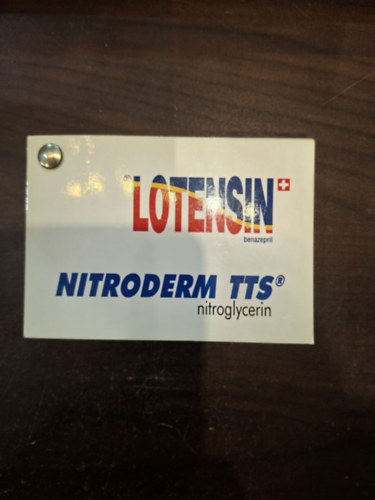 ®LOTENSIN
benazepril
NITRODERM TTS®
nitroglycerin